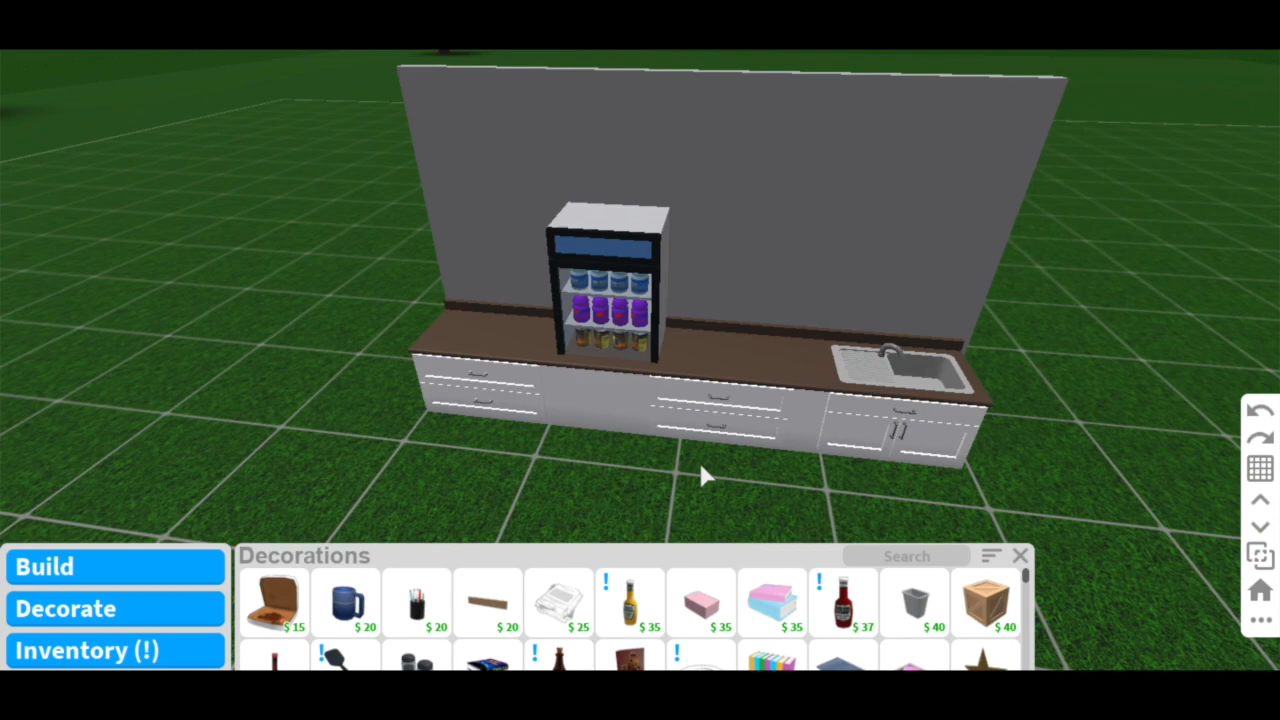 Build
Decorate
Inventory (!)
Decorations
Search
$ 15
$ 20
$ 20
$ 20
$ 25
! $ 35
$ 35
$ 35
! $ 37
$ 40
$ 40
!
!
!